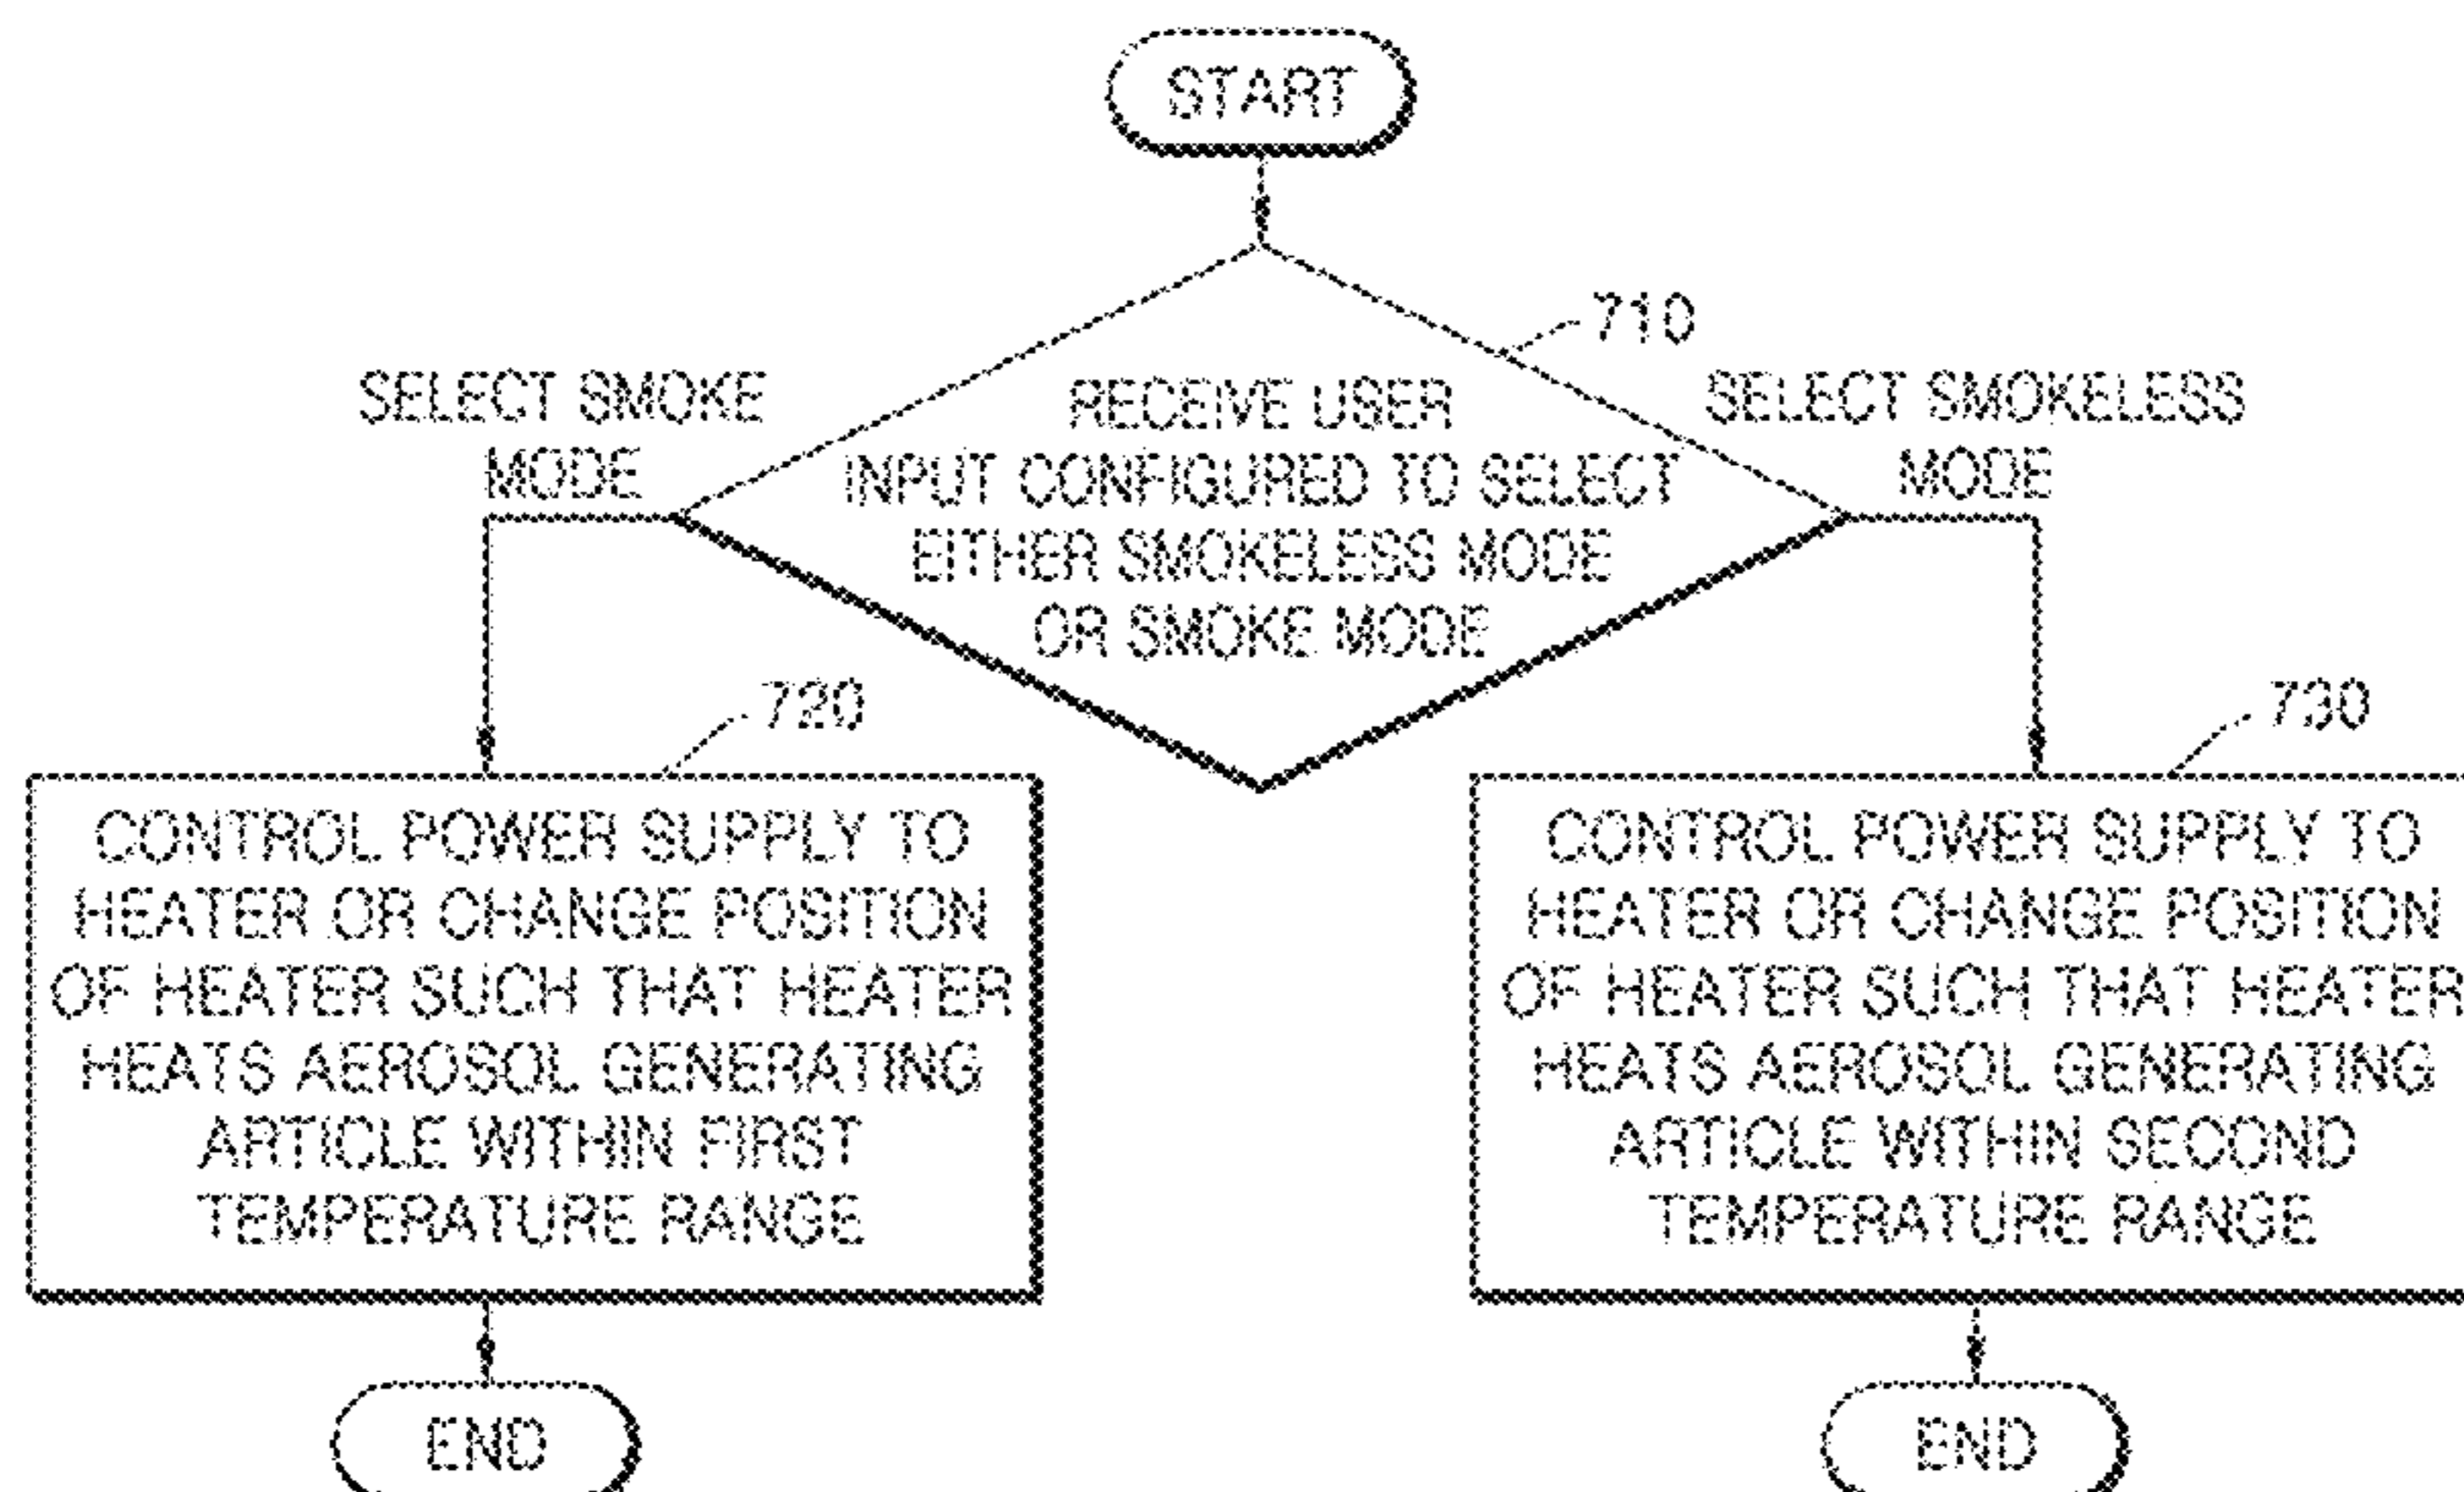 START
710
SELECT SMOKE
MODE
RECEIVE USER
INPUT CONFIGURED TO SELECT
EITHER SMOKELESS MODE
OR SMOKE MODE
SELECT SMOKELESS
MODE
720
CONTROL POWER SUPPLY TO
HEATER OR CHANGE POSITION
OF HEATER SUCH THAT HEATER
HEATS AEROSOL GENERATING
ARTICLE WITHIN FIRST
TEMPERATURE RANGE
730
CONTROL POWER SUPPLY TO
HEATER OR CHANGE POSITION
OF HEATER SUCH THAT HEATER
HEATS AEROSOL GENERATING
ARTICLE WITHIN SECOND
TEMPERATURE RANGE
END
END